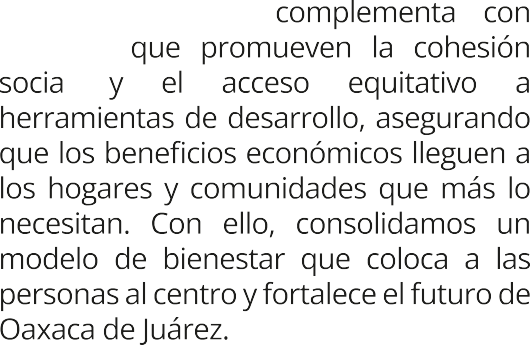 complementa con
que promueven la cohesión
socia y el acceso equitativo a
herramientas de desarrollo, asegurando
que los beneficios económicos lleguen a
los hogares y comunidades que más lo
necesitan. Con ello, consolidamos un
modelo de bienestar que coloca a las
personas al centro y fortalece el futuro de
Oaxaca de Juárez.